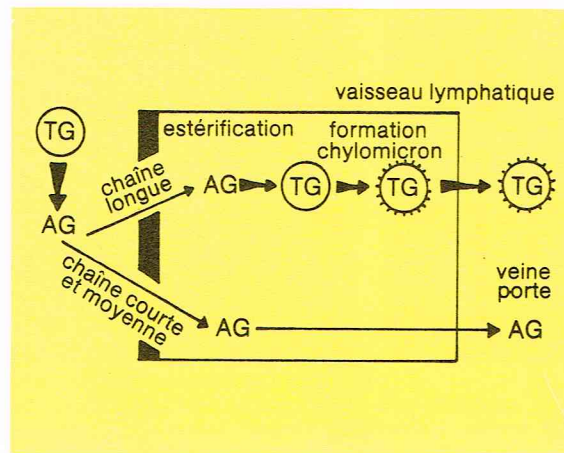 vaisseau lymphatique
estérification
formation
chylomicron
TG
AG
chaîne
longue
AG
TG
TG
TG
chaîne courte
et moyenne
AG
veine
porte
AG